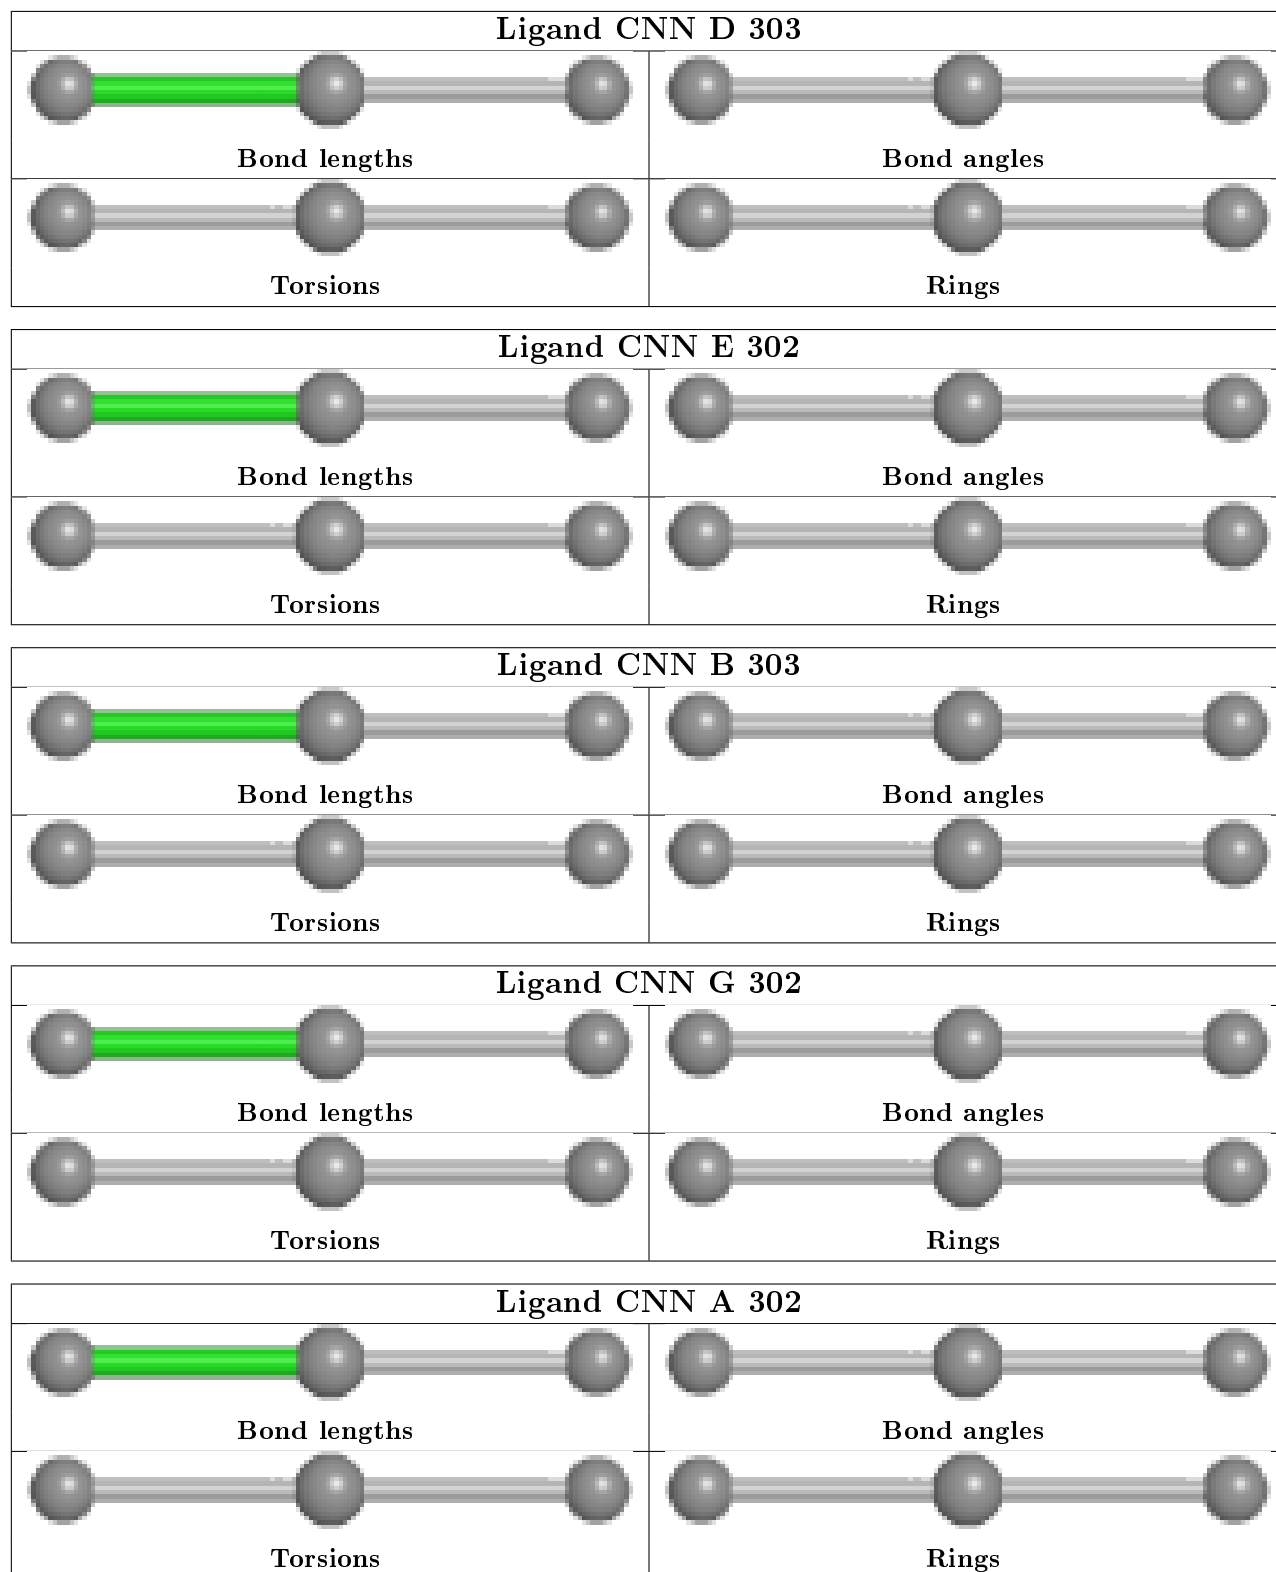 Ligand CNN D 303
Bond lengths
Bond angles
Torsions
Rings
Ligand CNN E 302
Bond lengths
Bond angles
Torsions
Rings
Ligand CNN B 303
Bond lengths
Bond angles
Torsions
Rings
Ligand CNN G 302
Bond lengths
Bond angles
Torsions
Rings
Ligand CNN A 302
Bond lengths
Bond angles
Torsions
Rings